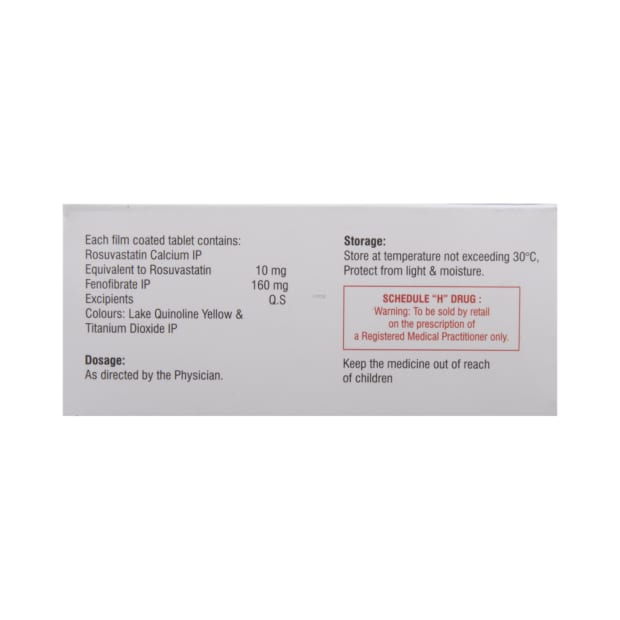 Each film coated tablet contains:
Rosuvastatin Calcium IP
Equivalent to Rosuvastatin 10 mg
Fenofibrate IP 160 mg
Excipients Q.S
Colours: Lake Quinoline Yellow &
Titanium Dioxide IP
Dosage:
As directed by the Physician.
Storage:
Store at temperature not exceeding 30°C,
Protect from light & moisture.
SCHEDULE "H" DRUG :
Warning: To be sold by retail
on the prescription of
a Registered Medical Practitioner only.
Keep the medicine out of reach
of children